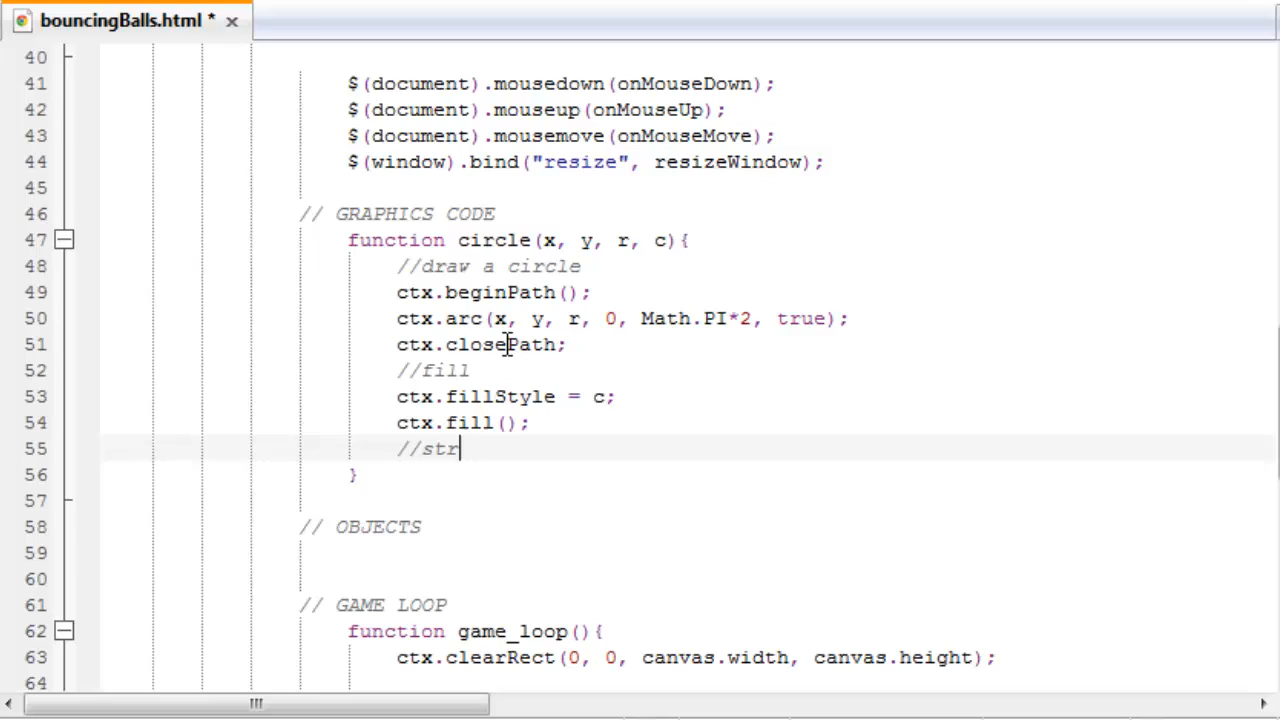 bouncingBalls.html *
40
41 $(document).mousedown(onMouseDown);
42 $(document).mouseup(onMouseUp);
43 $(document).mousemove(onMouseMove);
44 $(window).bind("resize", resizeWindow);
45
46 // GRAPHICS CODE
47 function circle(x, y, r, c){
48 //draw a circle
49 ctx.beginPath();
50 ctx.arc(x, y, r, 0, Math.PI*2, true);
51 ctx.closePath;
52 //fill
53 ctx.fillStyle = c;
54 ctx.fill();
55 //str
56 }
57
58 // OBJECTS
59
60
61 // GAME LOOP
62 function game_loop(){
63 ctx.clearRect(0, 0, canvas.width, canvas.height);
64